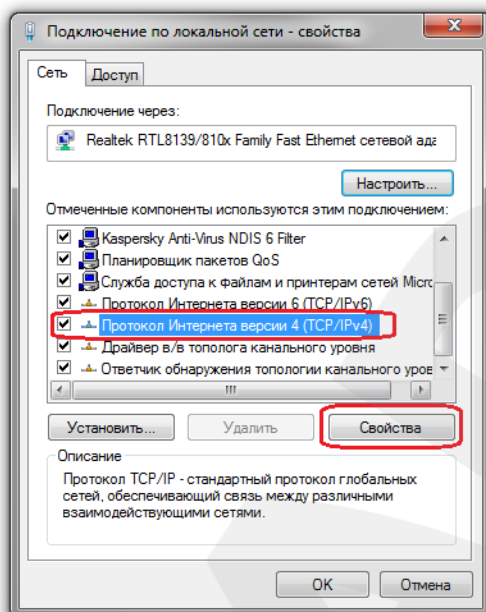 Подключение по локальной сети - свойства
Сеть
Доступ
Подключение через:
Realtek RTL8139/810x Family Fast Ethernet сетевой ада
Настроить...
Отмеченные компоненты используются этим подключением:
Kaspersky Anti-Virus NDIS 6 Filter
Планировщик пакетов QoS
Служба доступа к файлам и принтерам сетей Micro
Протокол Интернета версии 6 (TCP/IPv6)
Протокол Интернета версии 4 (TCP/IPv4)
Драйвер в/в тополога канального уровня
Ответчик обнаружения топологии канального уров
Установить...
Удалить
Свойства
Описание
Протокол TCP/IP - стандартный протокол глобальных
сетей, обеспечивающий связь между различными
взаимодействующими сетями.
OK
Отмена